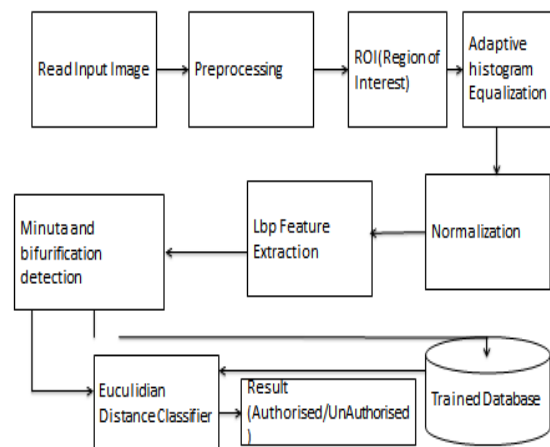 Read Input Image
Preprocessing
ROI(Region of
Interest)
Adaptive
histogram
Equalization
Normalization
Lbp Feature
Extraction
Minuta and
bifurification
detection
Euculidian
Distance Classifier
Result
(Authorised/UnAuthorised
)
Trained Database